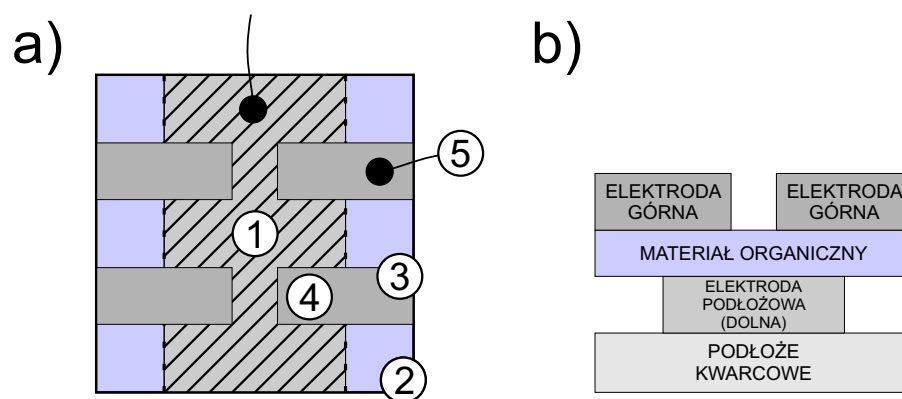 a)
b)
5
1
3
4
2
ELEKTRODA
GÓRNA
ELEKTRODA
GÓRNA
MATERIAŁ ORGANICZNY
ELEKTRODA
PODŁOŻOWA
(DOLNA)
PODŁOŻE
KWARCOWE